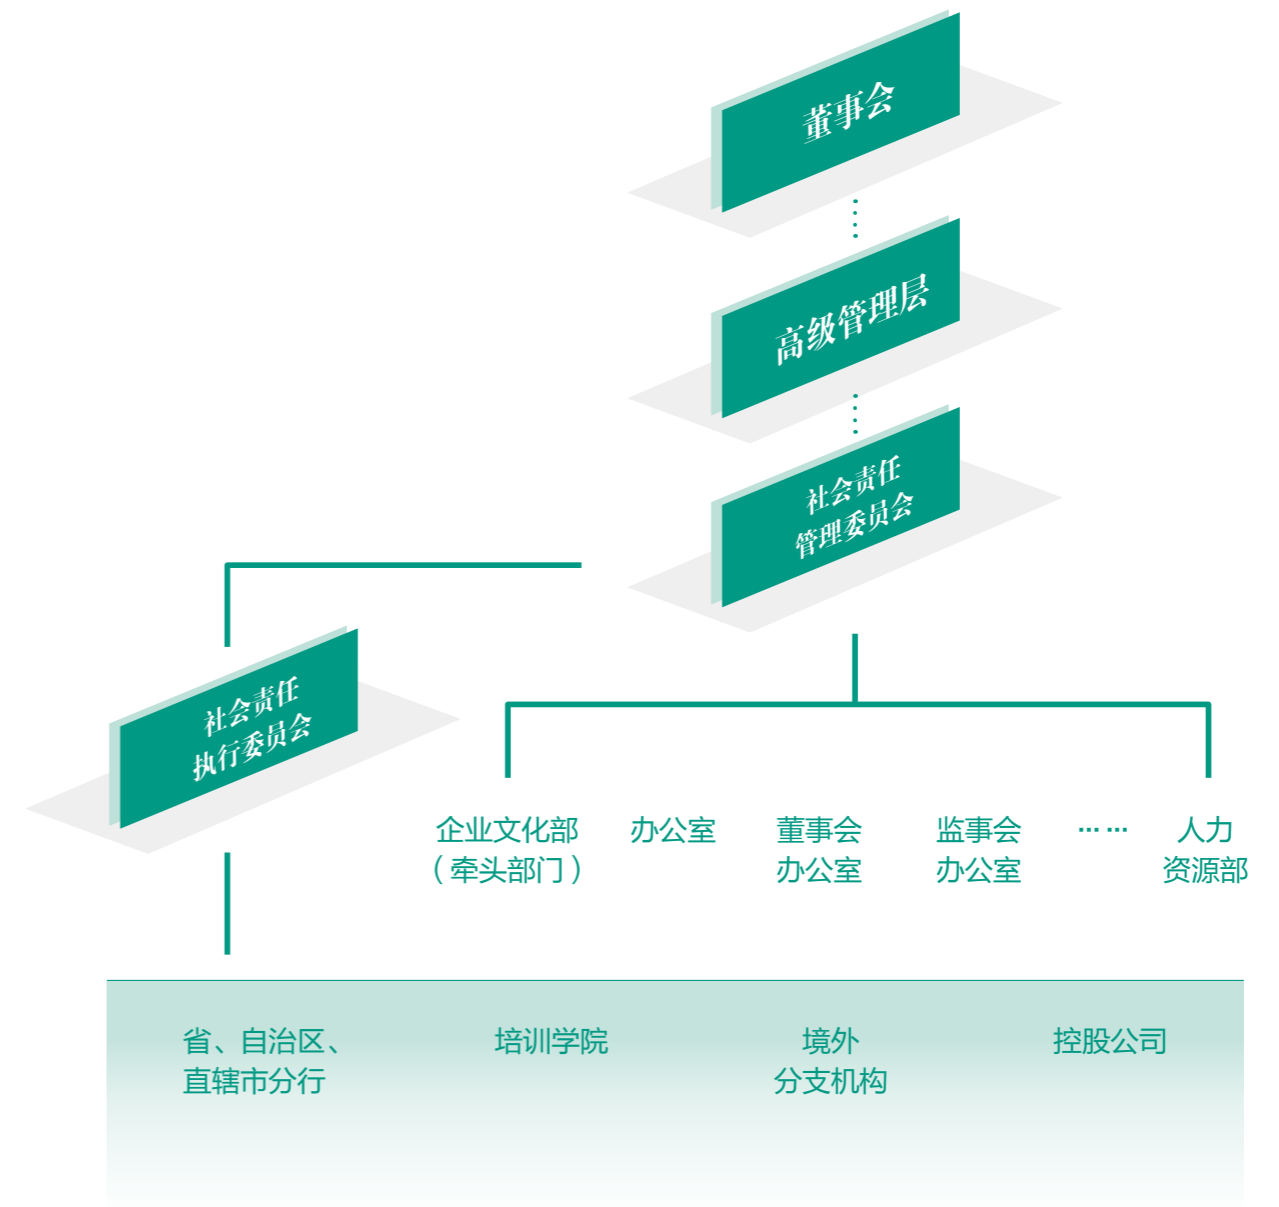 董事会
高级管理层
社会责任
管理委员会
社会责任
执行委员会
企业文化部
（牵头部门）
办公室
董事会
办公室
监事会
办公室
……
人力
资源部
省、自治区、
直辖市分行
培训学院
境外
分支机构
控股公司